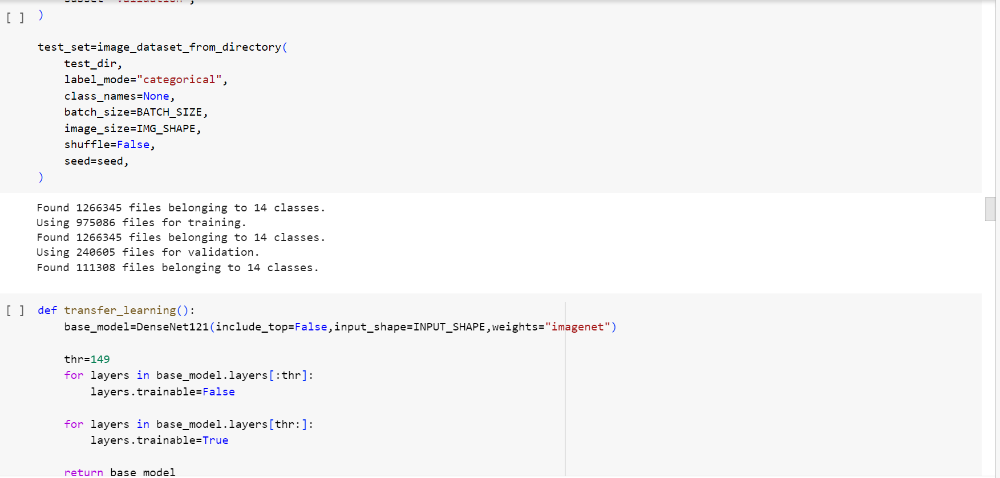 [ ] )
test_set=image_dataset_from_directory(
    test_dir,
    label_mode="categorical",
    class_names=None,
    batch_size=BATCH_SIZE,
    image_size=IMG_SHAPE,
    shuffle=False,
    seed=seed,
)
Found 1266345 files belonging to 14 classes.
Using 975086 files for training.
Found 1266345 files belonging to 14 classes.
Using 240605 files for validation.
Found 111308 files belonging to 14 classes.
[ ] def transfer_learning():
    base_model=DenseNet121(include_top=False,input_shape=INPUT_SHAPE,weights="imagenet")
    thr=149
    for layers in base_model.layers[:thr]:
        layers.trainable=False
    for layers in base_model.layers[thr:]:
        layers.trainable=True
    return base_model